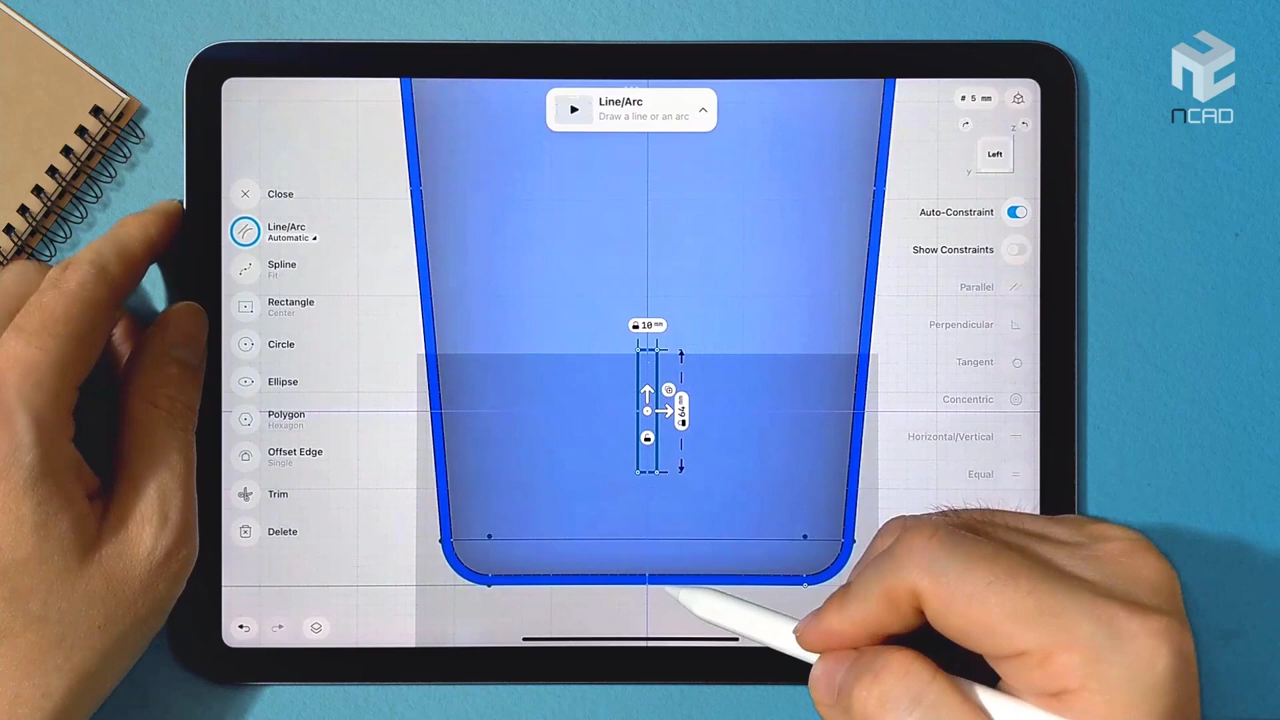 Line/Arc
Draw a line or an arc
# 5 mm
Z
Left
y
Close
Line/Arc
Automatic
Spline
Fit
Rectangle
Center
Circle
Ellipse
Polygon
Hexagon
Offset Edge
Single
Trim
Delete
10 mm
64 mm
Auto-Constraint
Show Constraints
Parallel
Perpendicular
Tangent
Concentric
Horizontal/Vertical
Equal
nCAD